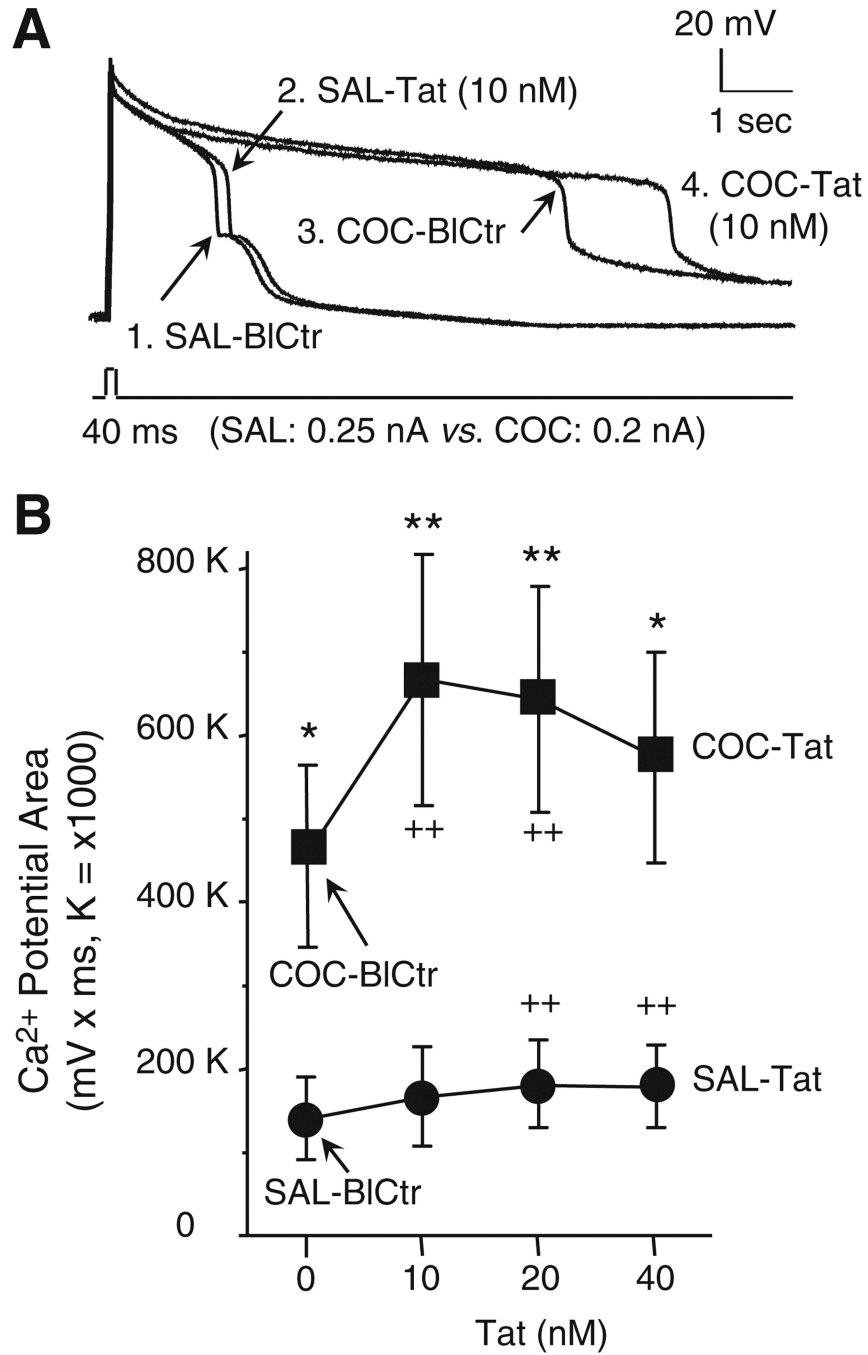 A
20 mV
1 sec
2. SAL-Tat (10 nM)
4. COC-Tat
(10 nM)
3. COC-BlCtr
1. SAL-BlCtr
40 ms (SAL: 0.25 nA vs. COC: 0.2 nA)
B
Ca²⁺ Potential Area
(mV x ms, K = x1000)
800 K
600 K
400 K
200 K
0
**
**
*
*
COC-Tat
++
++
COC-BlCtr
++
++
SAL-Tat
SAL-BlCtr
0 10 20 40
Tat (nM)